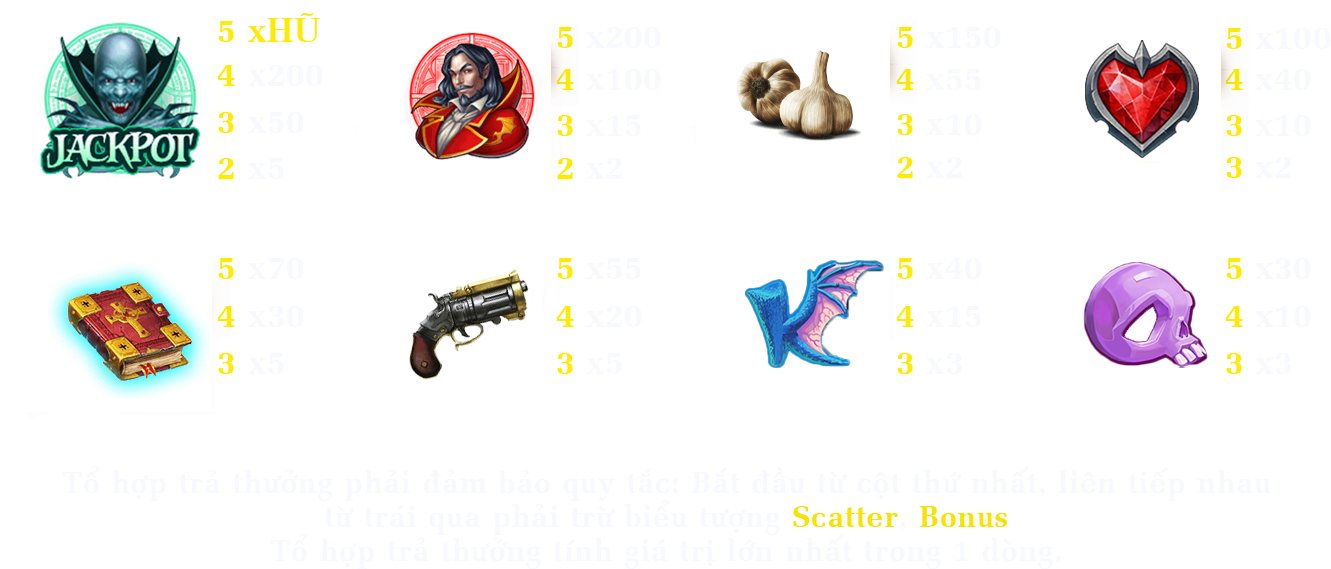 5 xHŨ
4 x200
3 x50
2 x5
JACKPOT
5 x200
4 x100
3 x15
2 x2
5 x150
4 x55
3 x10
2 x2
5 x100
4 x40
3 x10
3 x2
5 x70
4 x30
3 x5
5 x55
4 x20
3 x5
K
5 x40
4 x15
3 x3
Q
5 x30
4 x10
3 x3
Tổ hợp trả thưởng phải đảm bảo quy tắc: Bắt đầu từ cột thứ nhất, liên tiếp nhau
từ trái qua phải trừ biểu tượng Scatter, Bonus
Tổ hợp trả thưởng tính giá trị lớn nhất trong 1 dòng.